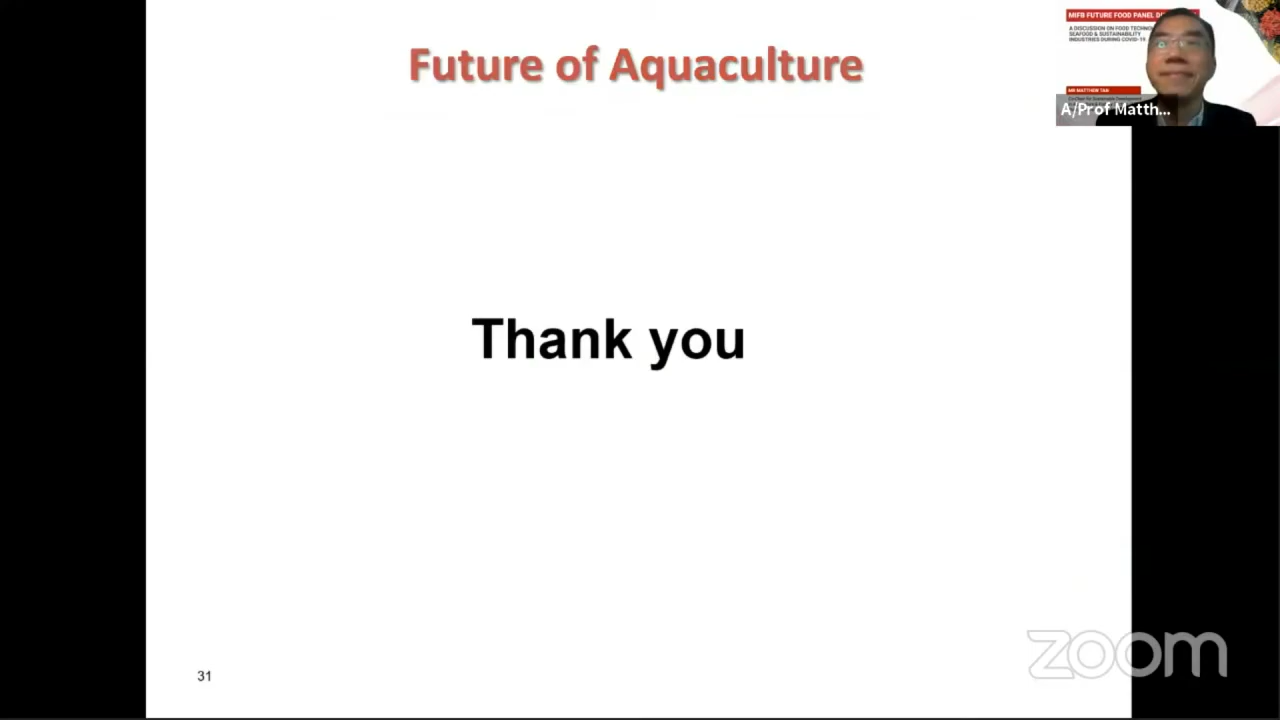 Future of Aquaculture
MIFB FUTURE FOOD PANEL
A DISCUSSION ON FOOD
SEAFOOD & SUSTAINABILITY
INDUSTRIES DURING COVID-19
MR MATTHEW TAN
A/Prof Matth...
Thank you
31
zoom